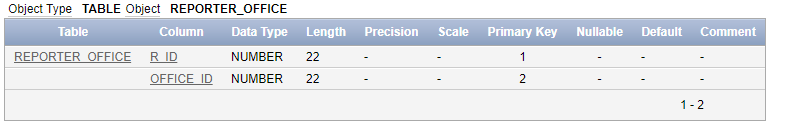 Object Type TABLE Object REPORTER_OFFICE
Table Column Data Type Length Precision Scale Primary Key Nullable Default Comment
REPORTER_OFFICE R_ID NUMBER 22 - - 1 - - -
OFFICE_ID NUMBER 22 - - 2 - - -
1 - 2